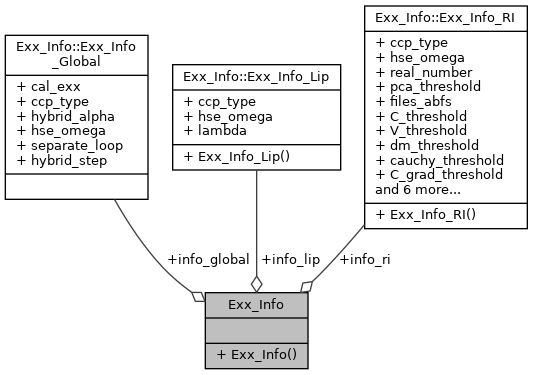 Exx_Info::Exx_Info
_Global
+ cal_exx
+ ccp_type
+ hybrid_alpha
+ hse_omega
+ separate_loop
+ hybrid_step
Exx_Info::Exx_Info_Lip
+ ccp_type
+ hse_omega
+ lambda
+ Exx_Info_Lip()
Exx_Info::Exx_Info_RI
+ ccp_type
+ hse_omega
+ real_number
+ pca_threshold
+ files_abfs
+ C_threshold
+ V_threshold
+ dm_threshold
+ cauchy_threshold
+ C_grad_threshold
and 6 more...
+ Exx_Info_RI()
+info_global
+info_lip
+info_ri
Exx_Info
+ Exx_Info()